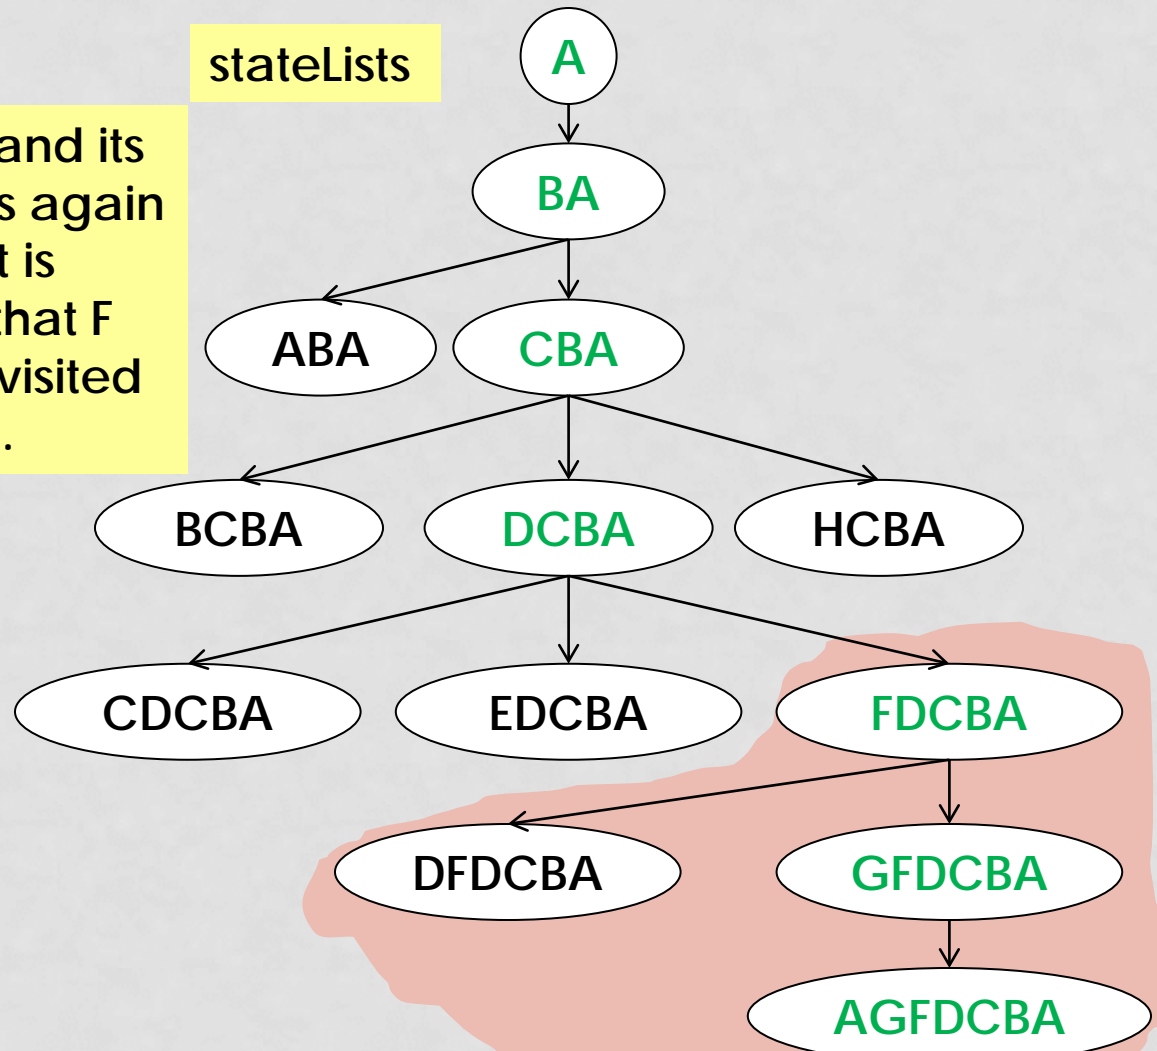 stateLists
A
and its
s again
t is
that F
visited
.
BA
ABA CBA
BCBA DCBA HCBA
CDCBA EDCBA FDCBA
DFDCBA GFDCBA
AGFDCBA